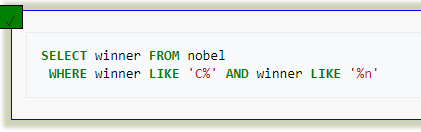 SELECT winner FROM nobel
WHERE winner LIKE 'C%' AND winner LIKE '%n'